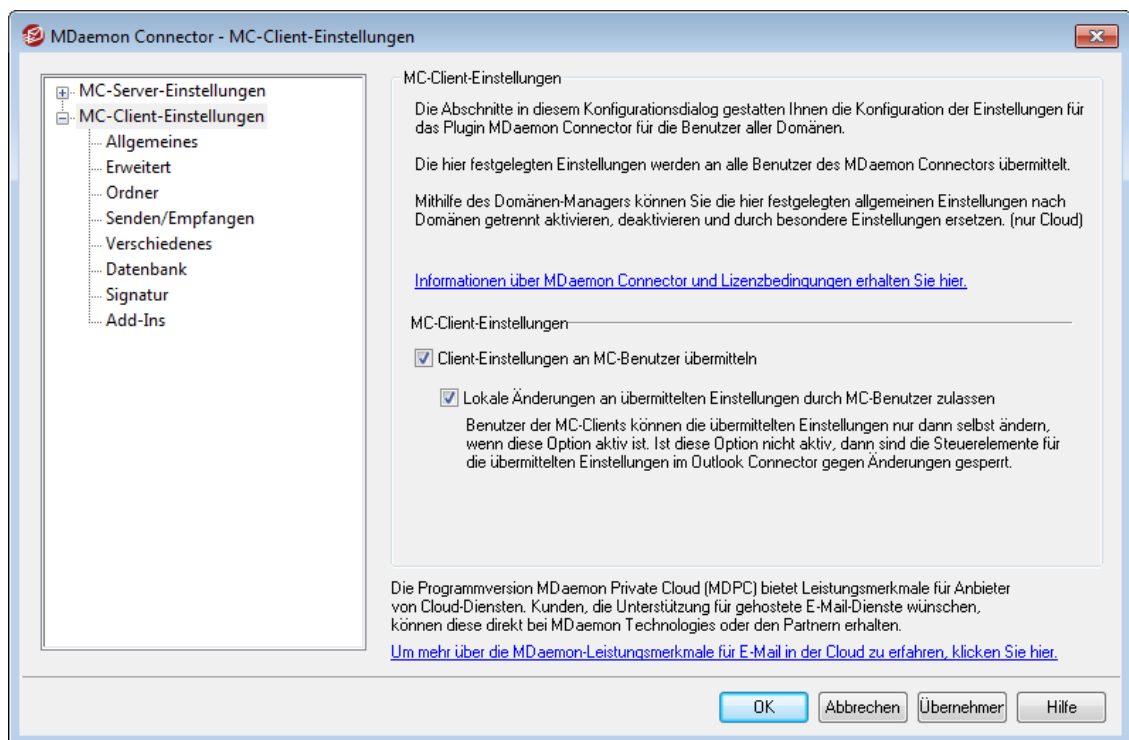 MDaemon Connector - MC-Client-Einstellungen
MC-Server-Einstellungen
MC-Client-Einstellungen
Allgemeines
Erweitert
Ordner
Senden/Empfangen
Verschiedenes
Datenbank
Signatur
Add-Ins
MC-Client-Einstellungen
Die Abschnitte in diesem Konfigurationsdialog gestatten Ihnen die Konfiguration der Einstellungen für
das Plugin MDaemon Connector für die Benutzer aller Domänen.
Die hier festgelegten Einstellungen werden an alle Benutzer des MDaemon Connectors übermittelt.
Mithilfe des Domänen-Managers können Sie die hier festgelegten allgemeinen Einstellungen nach
Domänen getrennt aktivieren, deaktivieren und durch besondere Einstellungen ersetzen. (nur Cloud)
Informationen über MDaemon Connector und Lizenzbedingungen erhalten Sie hier.
MC-Client-Einstellungen
Client-Einstellungen an MC-Benutzer übermitteln
Lokale Änderungen an übermittelten Einstellungen durch MC-Benutzer zulassen
Benutzer der MC-Clients können die übermittelten Einstellungen nur dann selbst ändern,
wenn diese Option aktiv ist. Ist diese Option nicht aktiv, dann sind die Steuerelemente für
die übermittelten Einstellungen im Outlook Connector gegen Änderungen gesperrt.
Die Programmversion MDaemon Private Cloud (MDPC) bietet Leistungsmerkmale für Anbieter
von Cloud-Diensten. Kunden, die Unterstützung für gehostete E-Mail-Dienste wünschen,
können diese direkt bei MDaemon Technologies oder den Partnern erhalten.
Um mehr über die MDaemon-Leistungsmerkmale für E-Mail in der Cloud zu erfahren, klicken Sie hier.
OK
Abbrechen
Übernehmer
Hilfe